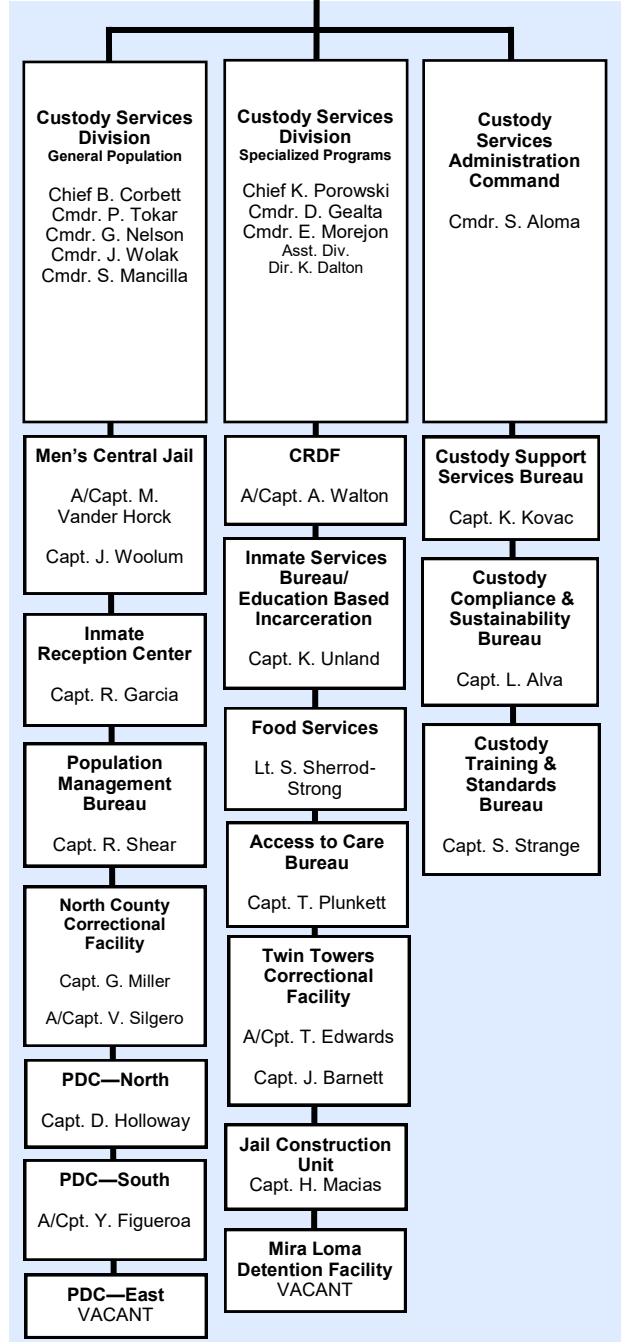 Custody Services
Division
General Population
Chief B. Corbett
Cmdr. P. Tokar
Cmdr. G. Nelson
Cmdr. J. Wolak
Cmdr. S. Mancilla
Men's Central Jail
A/Capt. M.
Vander Horck
Capt. J. Woolum
Inmate
Reception Center
Capt. R. Garcia
Population
Management
Bureau
Capt. R. Shear
North County
Correctional
Facility
Capt. G. Miller
A/Capt. V. Silgero
PDC—North
Capt. D. Holloway
PDC—South
A/Cpt. Y. Figueroa
PDC—East
VACANT
Custody Services
Division
Specialized Programs
Chief K. Porowski
Cmdr. D. Gealta
Cmdr. E. Morejon
Asst. Div.
Dir. K. Dalton
CRDF
A/Capt. A. Walton
Inmate Services
Bureau/
Education Based
Incarceration
Capt. K. Unland
Food Services
Lt. S. Sherrod-
Strong
Access to Care
Bureau
Capt. T. Plunkett
Twin Towers
Correctional
Facility
A/Cpt. T. Edwards
Capt. J. Barnett
Jail Construction
Unit
Capt. H. Macias
Mira Loma
Detention Facility
VACANT
Custody
Services
Administration
Command
Cmdr. S. Aloma
Custody Support
Services Bureau
Capt. K. Kovac
Custody
Compliance &
Sustainability
Bureau
Capt. L. Alva
Custody
Training &
Standards
Bureau
Capt. S. Strange